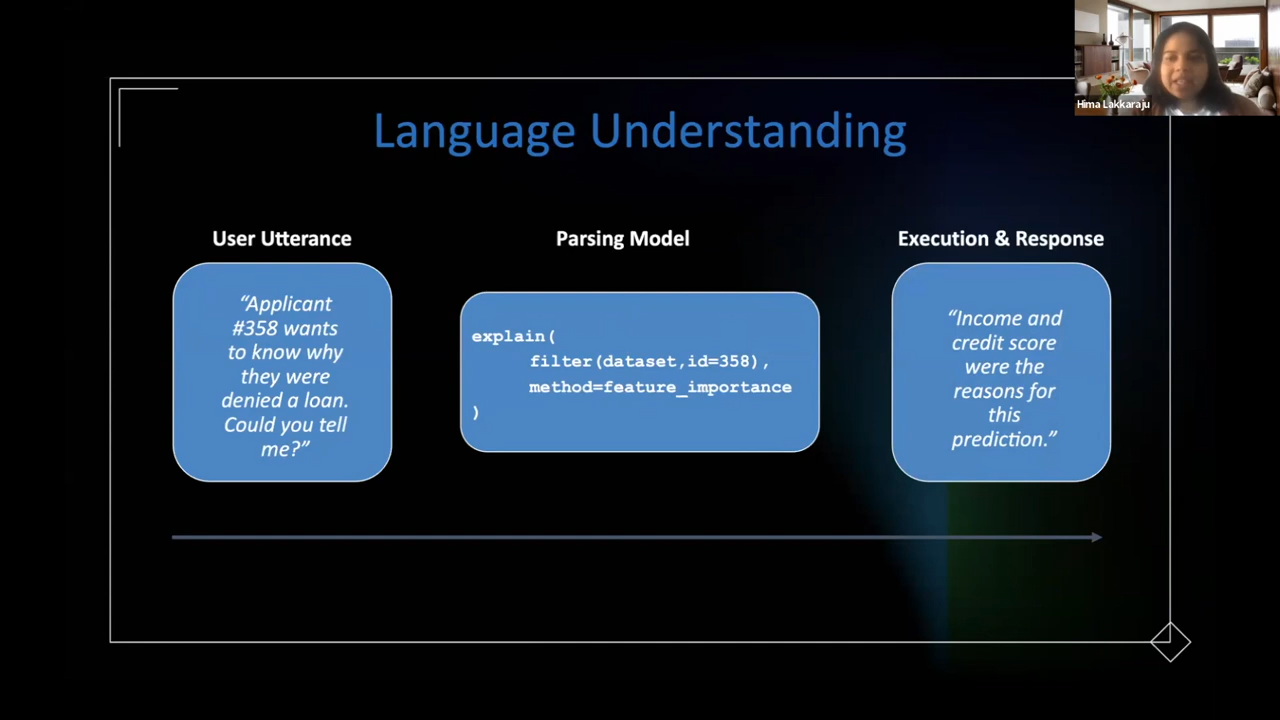 Hima Lakkaraju
Language Understanding
User Utterance
“Applicant
#358 wants
to know why
they were
denied a loan.
Could you tell
me?”
Parsing Model
explain(
filter(dataset,id=358),
method=feature_importance
)
Execution & Response
“Income and
credit score
were the
reasons for
this
prediction.”